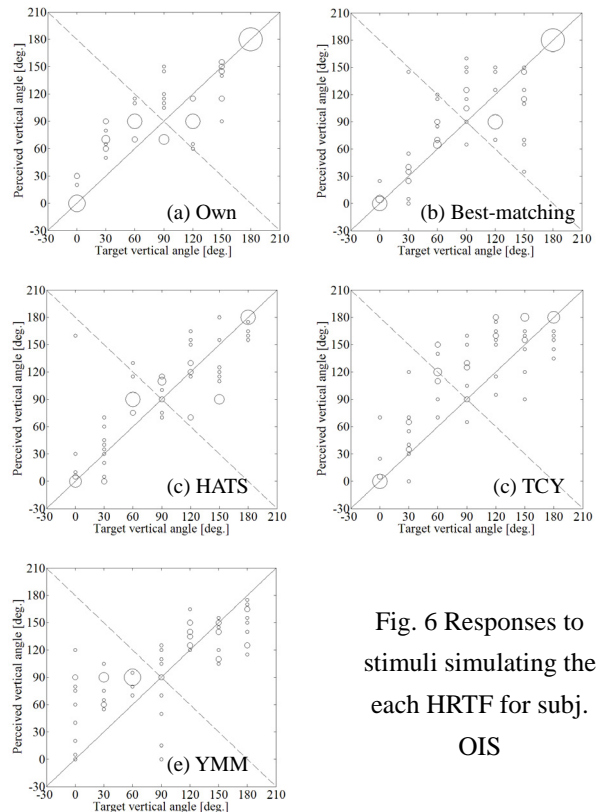 210
180
150
120
90
60
30
0
-30
Perceived vertical angle [deg.]
(a) Own
-30 0 30 60 90 120 150 180 210
Target vertical angle [deg.]
210
180
150
120
90
60
30
0
-30
Perceived vertical angle [deg.]
(b) Best-matching
-30 0 30 60 90 120 150 180 210
Target vertical angle [deg.]
210
180
150
120
90
60
30
0
-30
Perceived vertical angle [deg.]
(c) HATS
-30 0 30 60 90 120 150 180 210
Target vertical angle [deg.]
210
180
150
120
90
60
30
0
-30
Perceived vertical angle [deg.]
(c) TCY
-30 0 30 60 90 120 150 180 210
Target vertical angle [deg.]
210
180
150
120
90
60
30
0
-30
Perceived vertical angle [deg.]
(e) YMM
-30 0 30 60 90 120 150 180 210
Target vertical angle [deg.]
Fig. 6 Responses to
stimuli simulating the
each HRTF for subj.
OIS